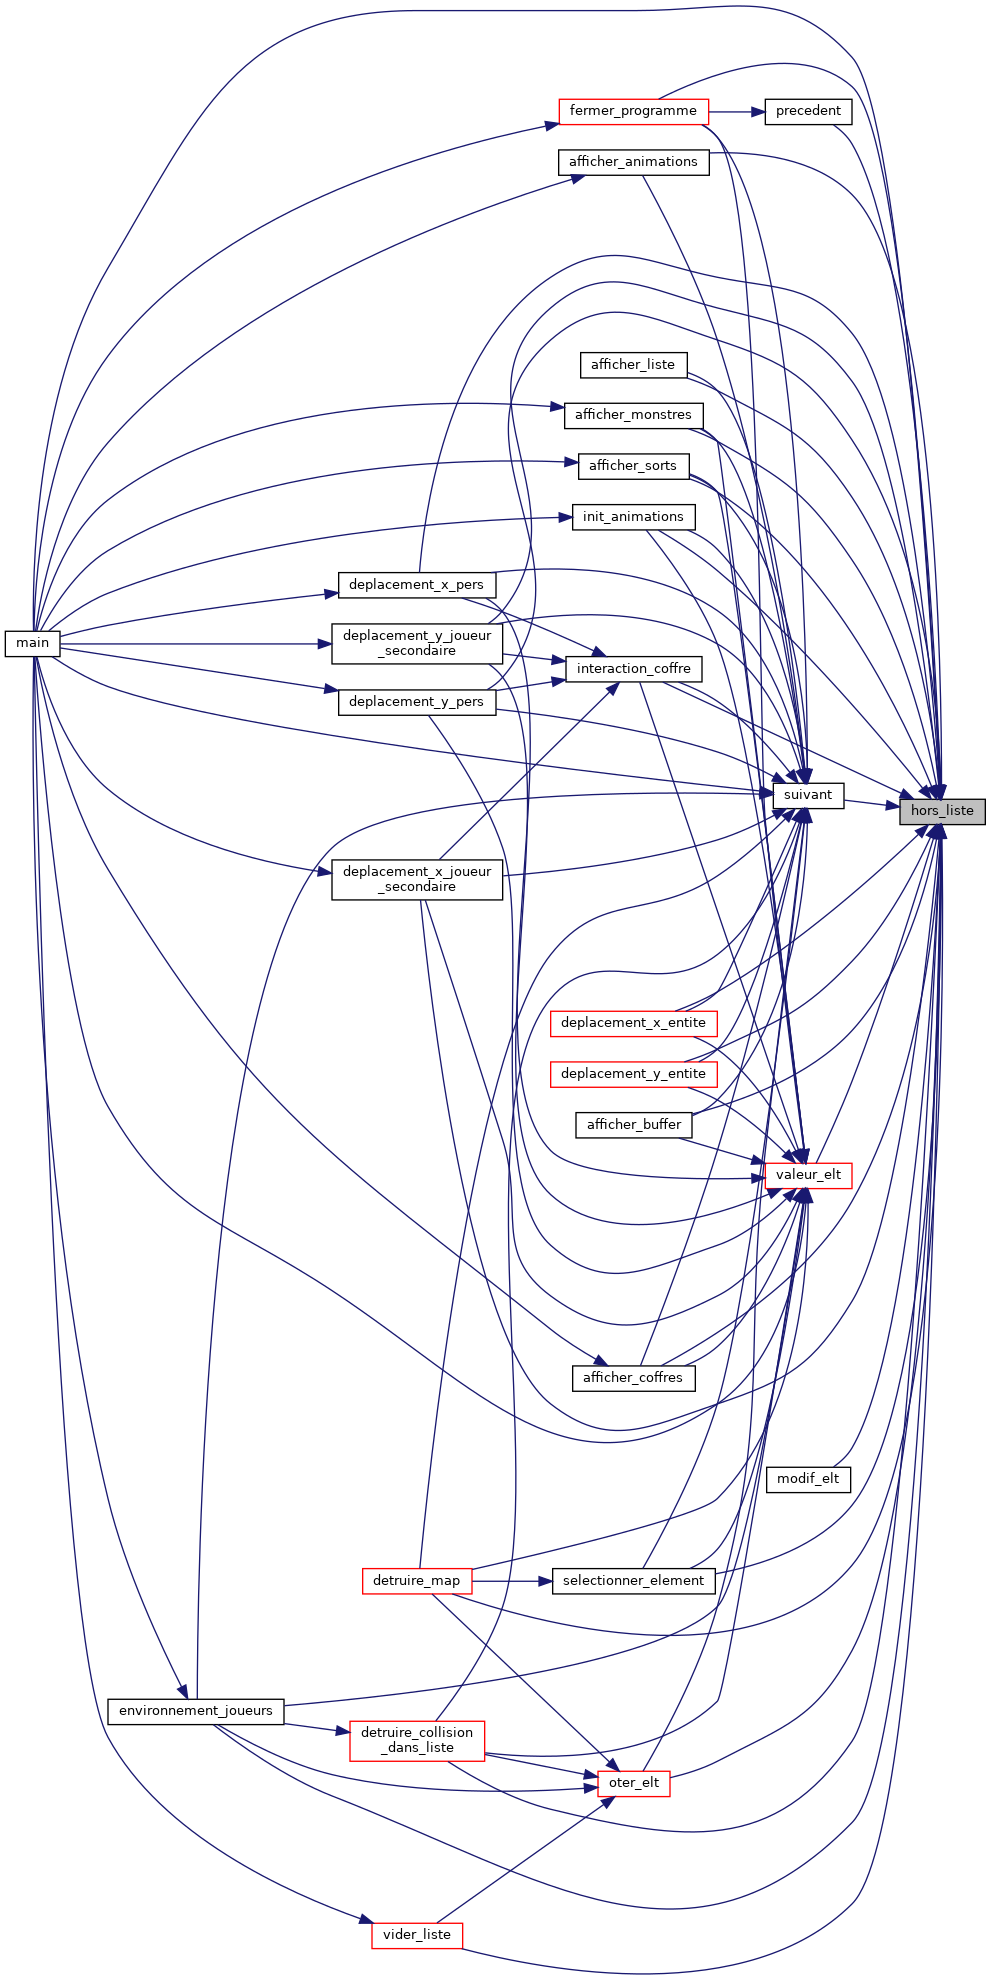 fermer_programme
precedent
afficher_animations
afficher_liste
afficher_monstres
afficher_sorts
init_animations
deplacement_x_pers
main
deplacement_y_joueur
_secondaire
interaction_coffre
deplacement_y_pers
suivant
hors_liste
deplacement_x_joueur
_secondaire
deplacement_x_entite
deplacement_y_entite
afficher_buffer
valeur_elt
afficher_coffres
modif_elt
detruire_map
selectionner_element
environnement_joueurs
detruire_collision
_dans_liste
oter_elt
vider_liste